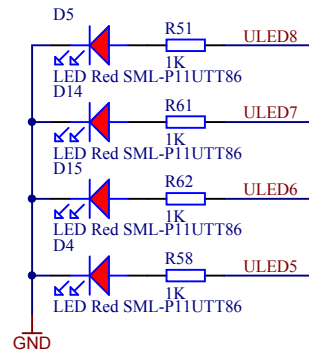 D5
R51
ULED8
1K
LED Red SML-P11UTT86
D14
R61
ULED7
1K
LED Red SML-P11UTT86
D15
R62
ULED6
1K
LED Red SML-P11UTT86
D4
R58
ULED5
1K
LED Red SML-P11UTT86
GND